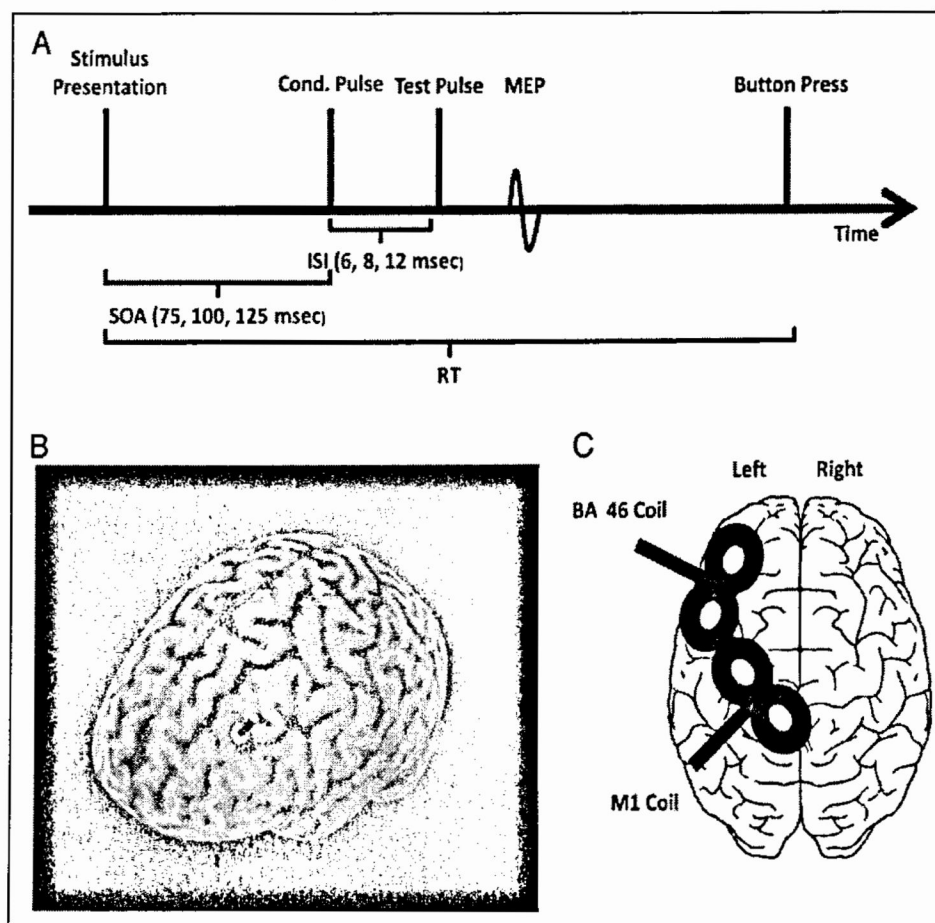 A
Stimulus
Presentation
Cond. Pulse
Test Pulse
MEP
Button Press
Time
ISI (6, 8, 12 msec)
SOA (75, 100, 125 msec)
RT
B
C
Left
Right
BA 46 Coil
M1 Coil